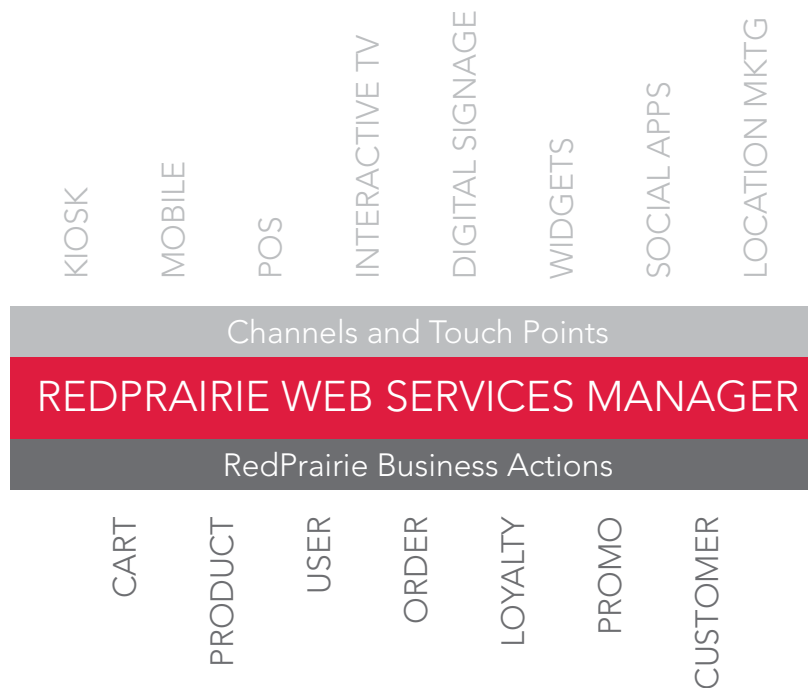 KIOSK
MOBILE
POS
INTERACTIVE TV
DIGITAL SIGNAGE
WIDGETS
SOCIAL APPS
LOCATION MKTG
Channels and Touch Points
REDPRAIRIE WEB SERVICES MANAGER
RedPrairie Business Actions
CART
PRODUCT
USER
ORDER
LOYALTY
PROMO
CUSTOMER